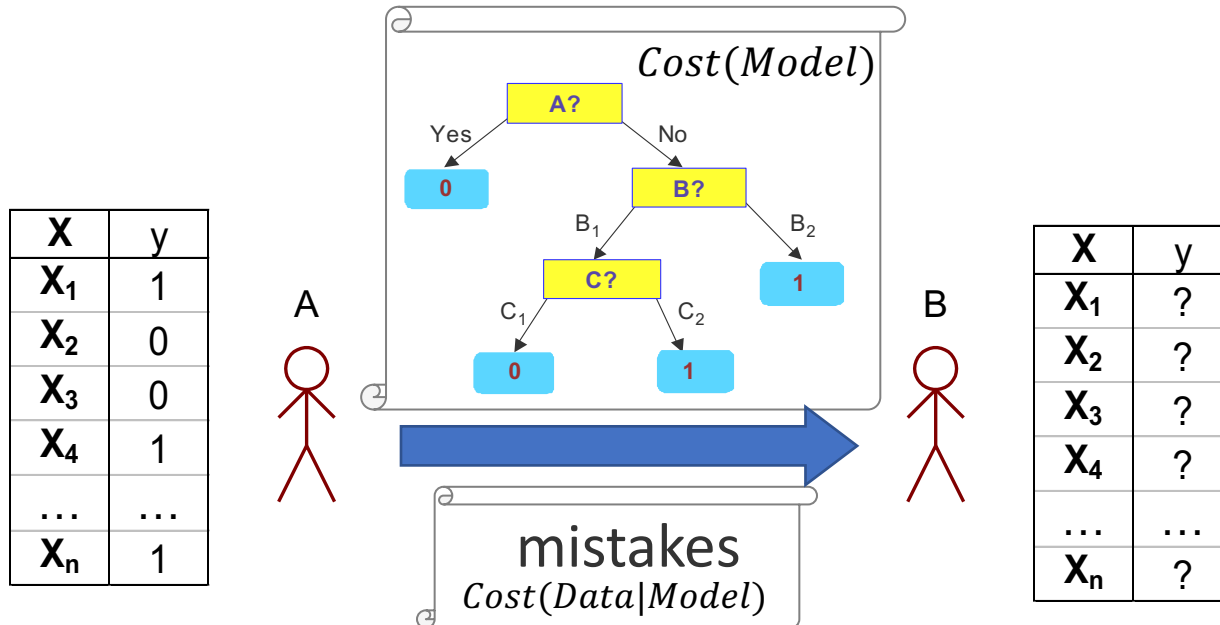 X y
X₁ 1
X₂ 0
X₃ 0
X₄ 1
... ...
Xₙ 1
A
Cost(Model)
A?
Yes No
0
B?
B₁ B₂
C?
1
C₁ C₂
0 1
mistakes
Cost(Data|Model)
B
X y
X₁ ?
X₂ ?
X₃ ?
X₄ ?
... ...
Xₙ ?